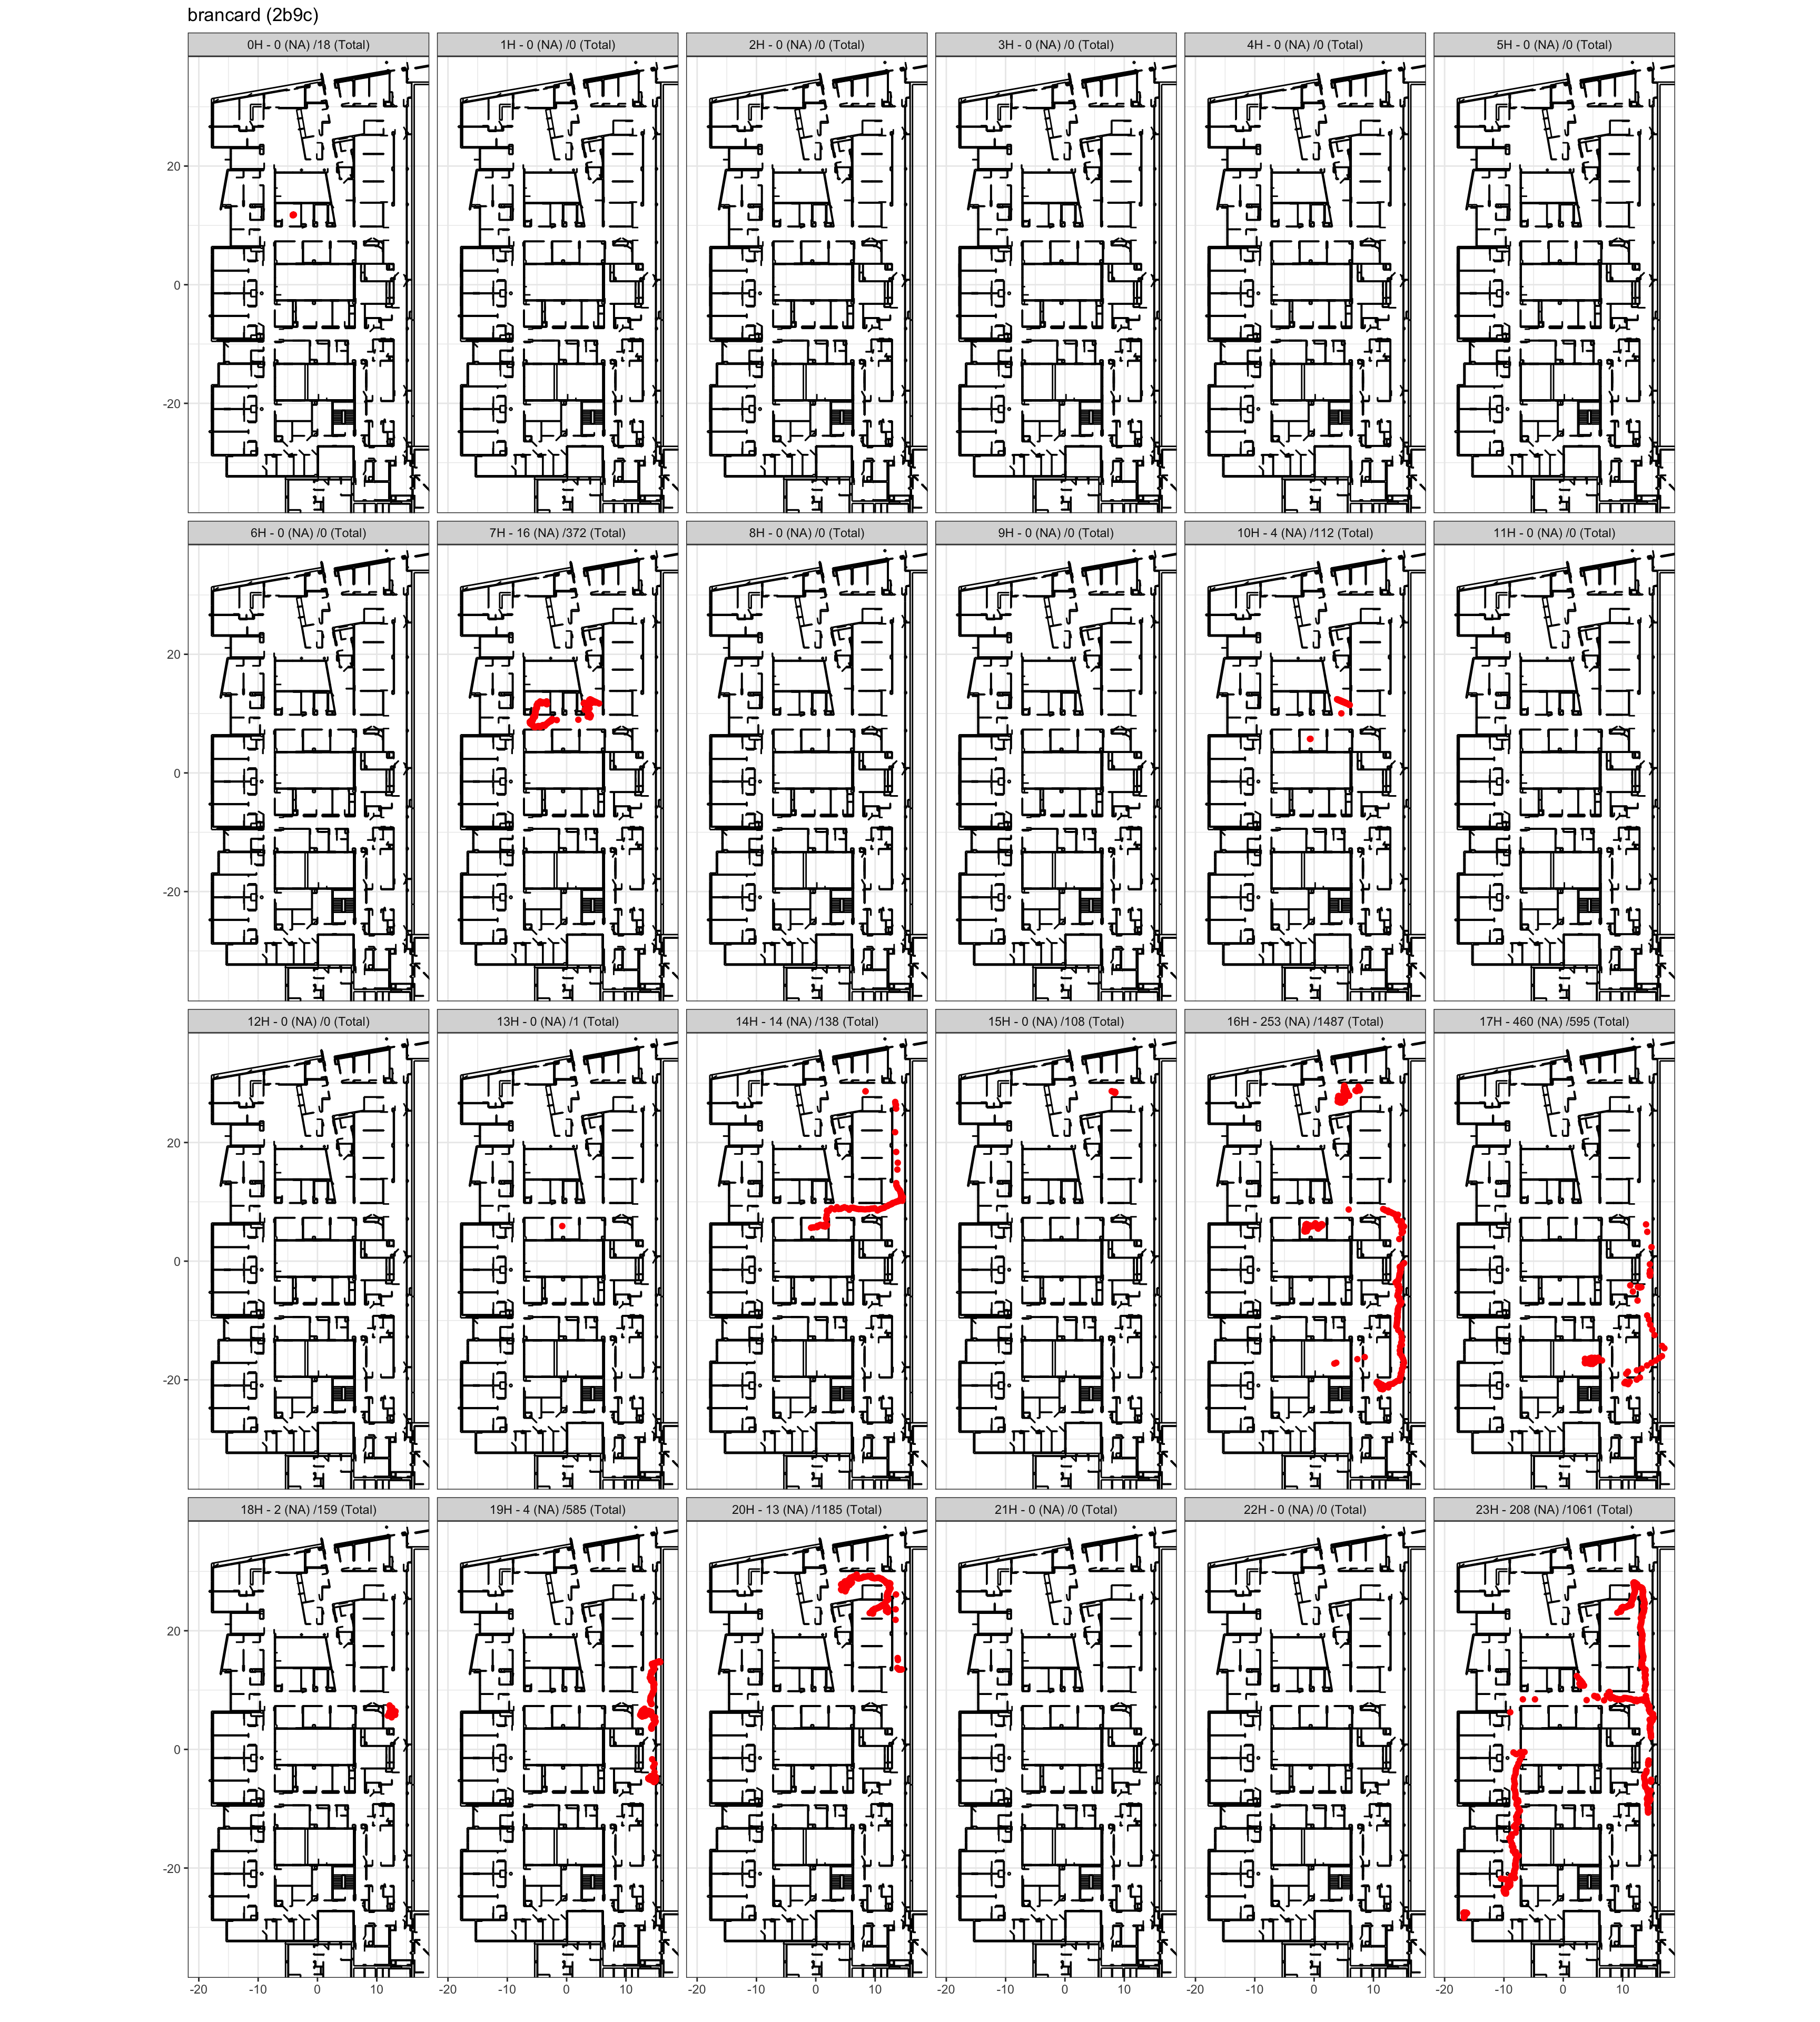 brancard (2b9c)
0H - 0 (NA) /18 (Total) 1H - 0 (NA) /0 (Total) 2H - 0 (NA) /0 (Total) 3H - 0 (NA) /0 (Total) 4H - 0 (NA) /0 (Total) 5H - 0 (NA) /0 (Total)
20
0
-20
6H - 0 (NA) /0 (Total) 7H - 16 (NA) /372 (Total) 8H - 0 (NA) /0 (Total) 9H - 0 (NA) /0 (Total) 10H - 4 (NA) /112 (Total) 11H - 0 (NA) /0 (Total)
20
0
-20
12H - 0 (NA) /0 (Total) 13H - 0 (NA) /1 (Total) 14H - 14 (NA) /138 (Total) 15H - 0 (NA) /108 (Total) 16H - 253 (NA) /1487 (Total) 17H - 460 (NA) /595 (Total)
20
0
-20
18H - 2 (NA) /159 (Total) 19H - 4 (NA) /585 (Total) 20H - 13 (NA) /1185 (Total) 21H - 0 (NA) /0 (Total) 22H - 0 (NA) /0 (Total) 23H - 208 (NA) /1061 (Total)
20
0
-20
-20 -10 0 10 -20 -10 0 10 -20 -10 0 10 -20 -10 0 10 -20 -10 0 10 -20 -10 0 10